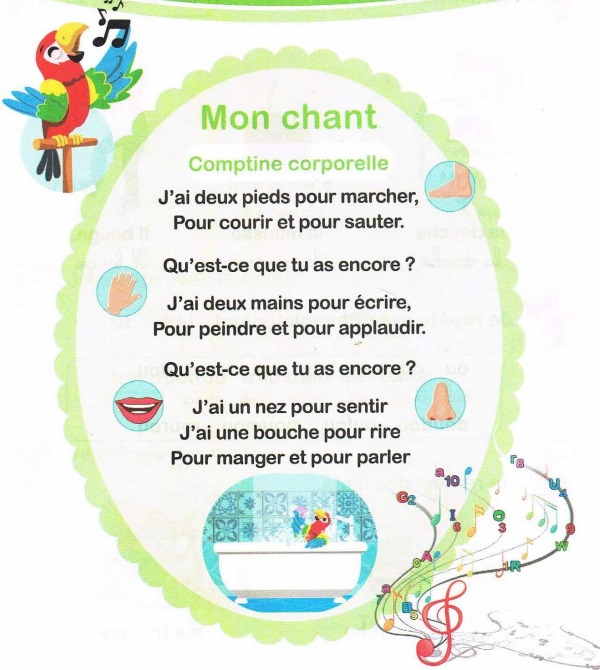 Mon chant
Comptine corporelle
J'ai deux pieds pour marcher,
Pour courir et pour sauter.
Qu'est-ce que tu as encore ?
J'ai deux mains pour écrire,
Pour peindre et pour applaudir.
Qu'est-ce que tu as encore ?
J'ai un nez pour sentir
J'ai une bouche pour rire
Pour manger et pour parler